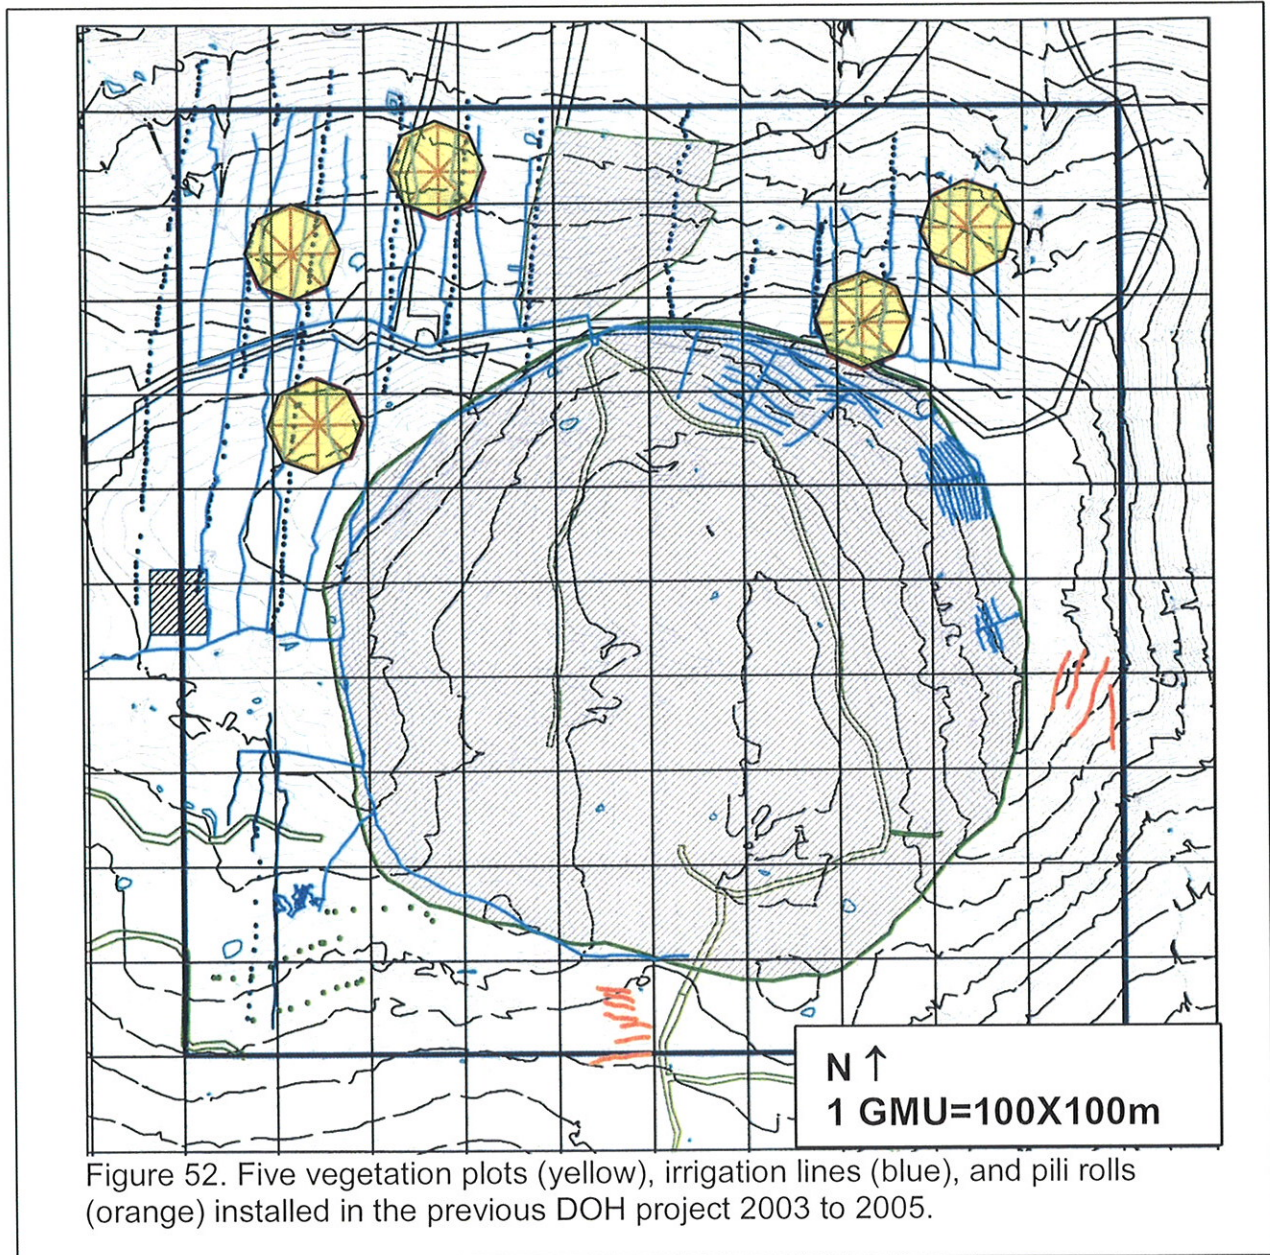 N ↑
1 GMU=100X100m
Figure 52. Five vegetation plots (yellow), irrigation lines (blue), and pili rolls
(orange) installed in the previous DOH project 2003 to 2005.